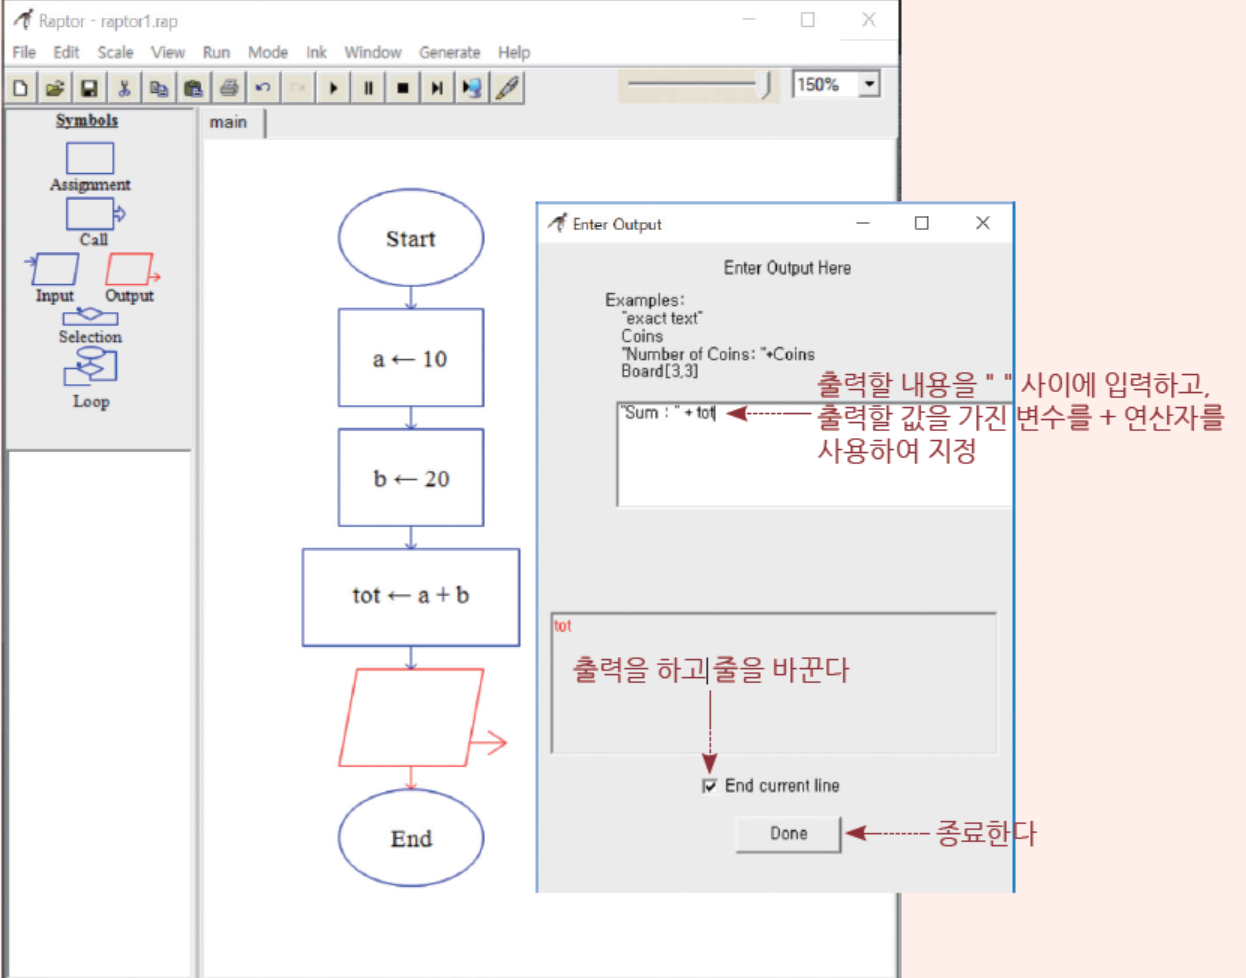 Raptor - raptor1.rap
File Edit Scale View Run Mode Ink Window Generate Help
150%
Symbols
main
Assignment
Call
Input Output
Selection
Loop
Start
a ← 10
b ← 20
tot ← a + b
End
Enter Output
Enter Output Here
Examples:
"exact text"
Coins
"Number of Coins: "+Coins
Board[3,3]
"Sum : " + tot
출력할 내용을 " " 사이에 입력하고,
출력할 값을 가진 변수를 + 연산자를
사용하여 지정
tot
출력을 하고 줄을 바꾼다
End current line
Done
종료한다